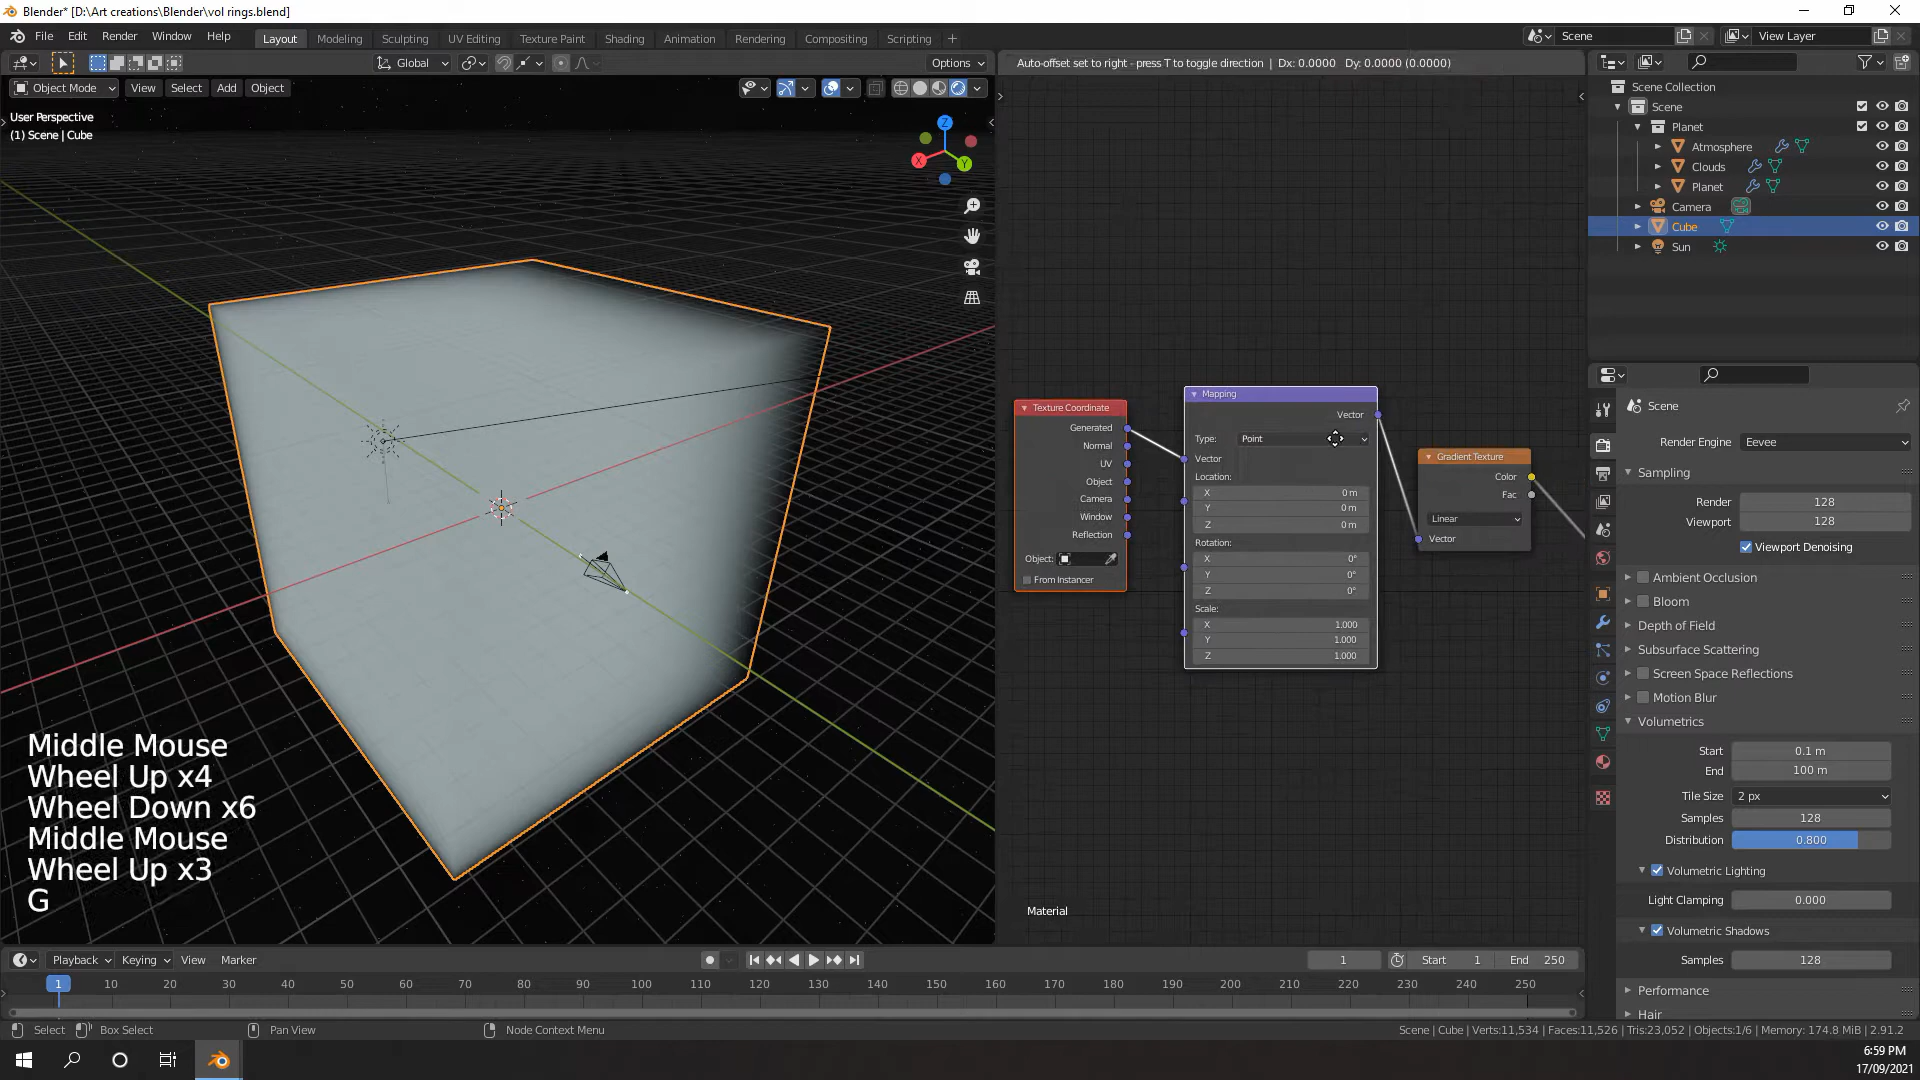 Blender* [D:\Art creations\Blender\vol rings.blend]
File Edit Render Window Help
Layout Modeling Sculpting UV Editing Texture Paint Shading Animation Rendering Compositing Scripting
Scene
View Layer
Global
Options
Auto-offset set to right - press T to toggle direction | Dx: 0.0000 Dy: 0.0000 (0.0000)
Object Mode View Select Add Object
User Perspective
(1) Scene | Cube
Z
X
Y
Middle Mouse
Wheel Up x4
Wheel Down x6
Middle Mouse
Wheel Up x3
G
Texture Coordinate
Generated
Normal
UV
Object
Camera
Window
Reflection
Object:
From Instancer
Mapping
Vector
Type: Point
Vector
Location:
X 0 m
Y 0 m
Z 0 m
Rotation:
X 0°
Y 0°
Z 0°
Scale:
X 1.000
Y 1.000
Z 1.000
Gradient Texture
Color
Fac
Linear
Vector
Material
Scene Collection
Scene
Planet
Atmosphere
Clouds
Planet
Camera
Cube
Sun
Scene
Render Engine Eevee
Sampling
Render 128
Viewport 128
Viewport Denoising
Ambient Occlusion
Bloom
Depth of Field
Subsurface Scattering
Screen Space Reflections
Motion Blur
Volumetrics
Start 0.1 m
End 100 m
Tile Size 2 px
Samples 128
Distribution 0.800
Volumetric Lighting
Light Clamping 0.000
Volumetric Shadows
Samples 128
Performance
Hair
Playback Keying View Marker
1 Start 1 End 250
1 10 20 30 40 50 60 70 80 90 100 110 120 130 140 150 160 170 180 190 200 210 220 230 240 250
Select Box Select Pan View Node Context Menu
Scene | Cube | Verts:11,534 | Faces:11,526 | Tris:23,052 | Objects:1/6 | Memory: 174.8 MiB | 2.91.2
6:59 PM
17/09/2021